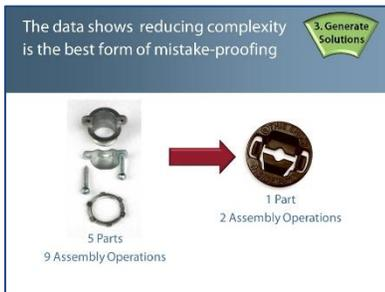 The data shows reducing complexity
is the best form of mistake-proofing
3. Generate
Solutions
5 Parts
9 Assembly Operations
1 Part
2 Assembly Operations